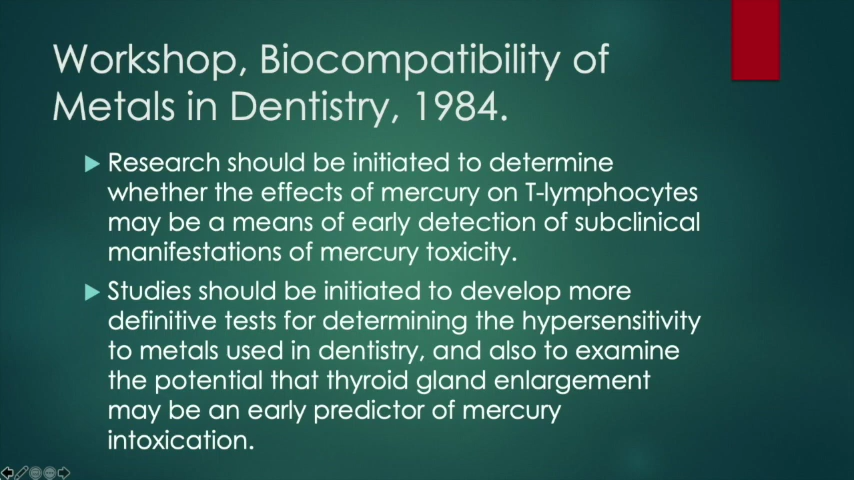 Workshop, Biocompatibility of
Metals in Dentistry, 1984.
Research should be initiated to determine
whether the effects of mercury on T-lymphocytes
may be a means of early detection of subclinical
manifestations of mercury toxicity.
Studies should be initiated to develop more
definitive tests for determining the hypersensitivity
to metals used in dentistry, and also to examine
the potential that thyroid gland enlargement
may be an early predictor of mercury
intoxication.